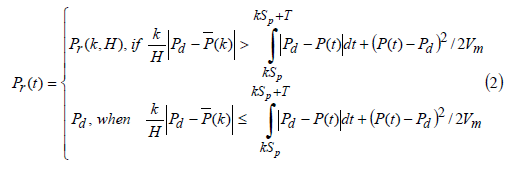 P_r(t) = { P_r(k, H), if k/H |P_d − P̅(k)| > ∫_{kS_p}^{kS_p+T} |P_d − P(t)|dt + (P(t) − P_d)² / 2V_m
P_d, when k/H |P_d − P̅(k)| ≤ ∫_{kS_p}^{kS_p+T} |P_d − P(t)|dt + (P(t) − P_d)² / 2V_m (2)